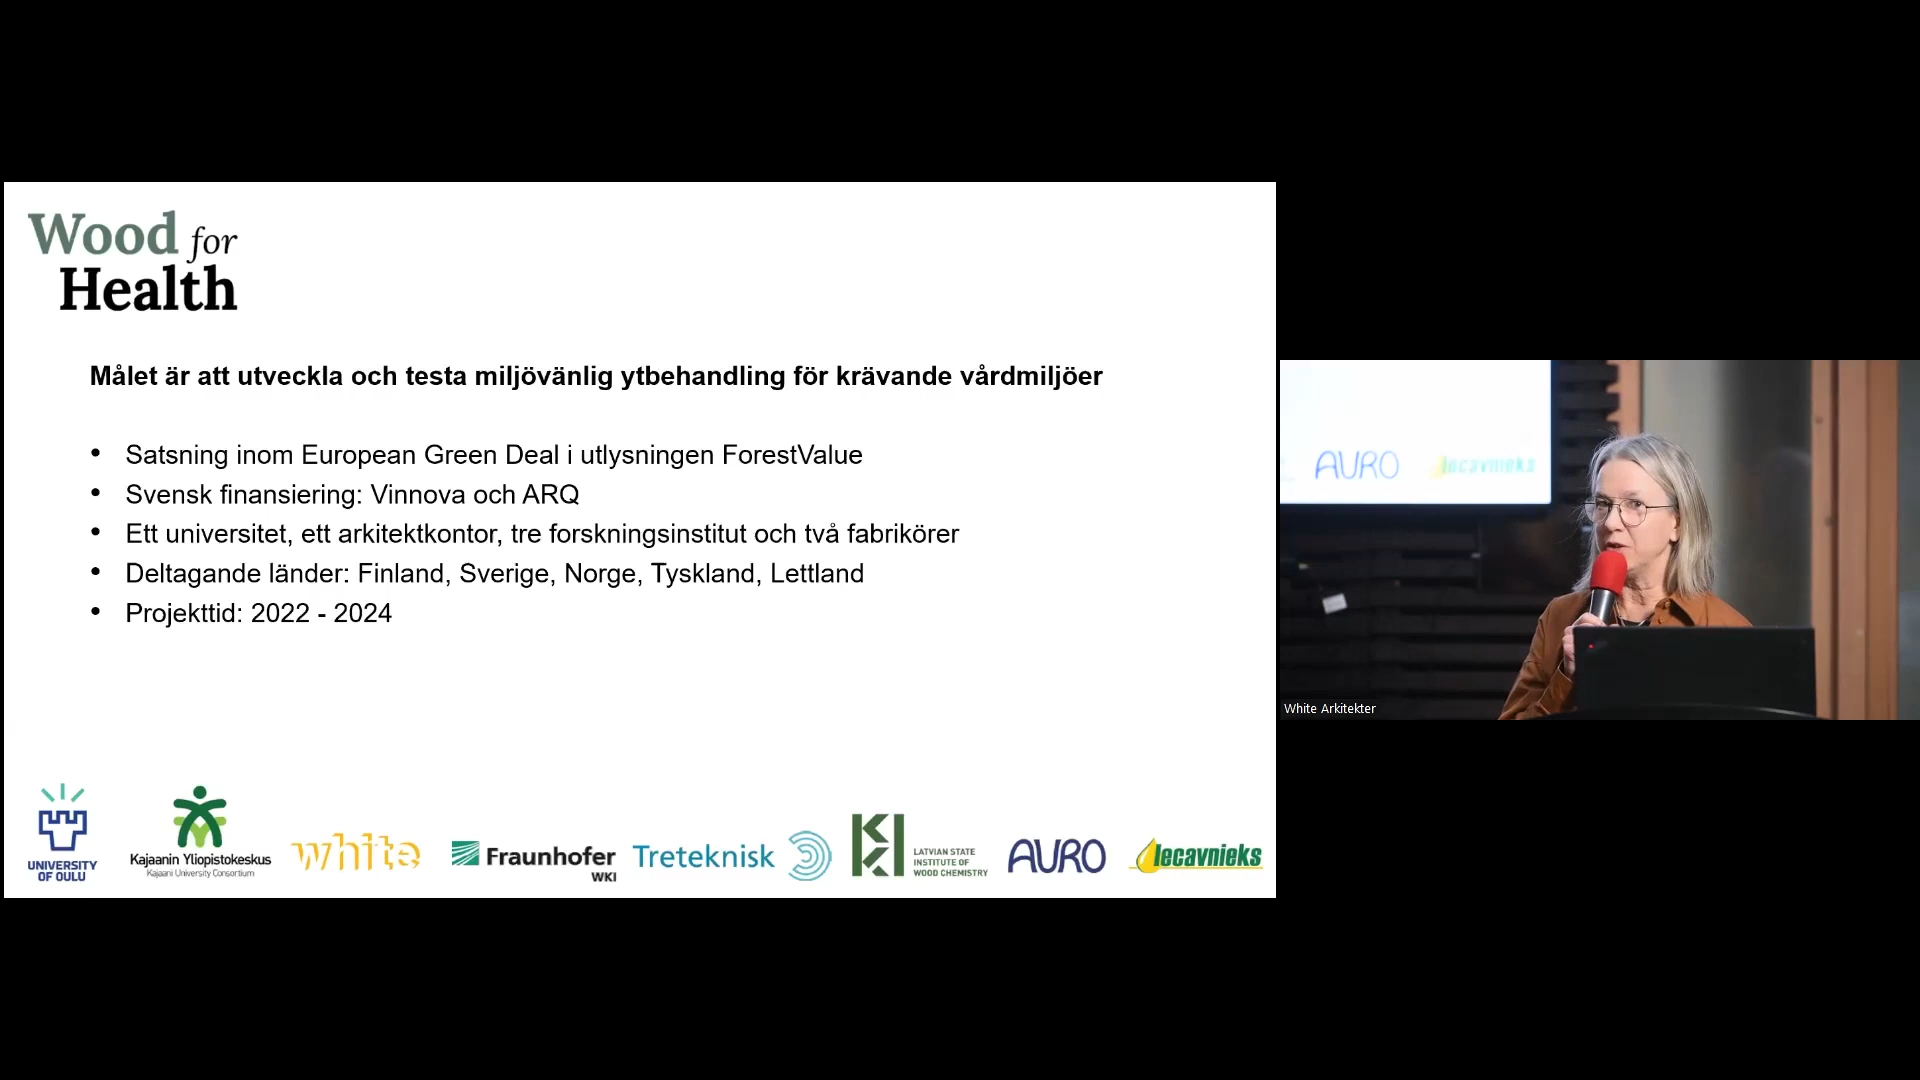 Wood for
Health
Målet är att utveckla och testa miljövänlig ytbehandling för krävande vårdmiljöer
• Satsning inom European Green Deal i utlysningen ForestValue
• Svensk finansiering: Vinnova och ARQ
• Ett universitet, ett arkitektkontor, tre forskningsinstitut och två fabrikörer
• Deltagande länder: Finland, Sverige, Norge, Tyskland, Lettland
• Projekttid: 2022 - 2024
UNIVERSITY
OF OULU
Kajaanin Yliopistokeskus
Kajaani University Consortium
white
Fraunhofer
WKI
Treteknisk
KI
LATVIAN STATE
INSTITUTE OF
WOOD CHEMISTRY
AURO
Iecavnieks
AURO
Iecavnieks
White Arkitekter